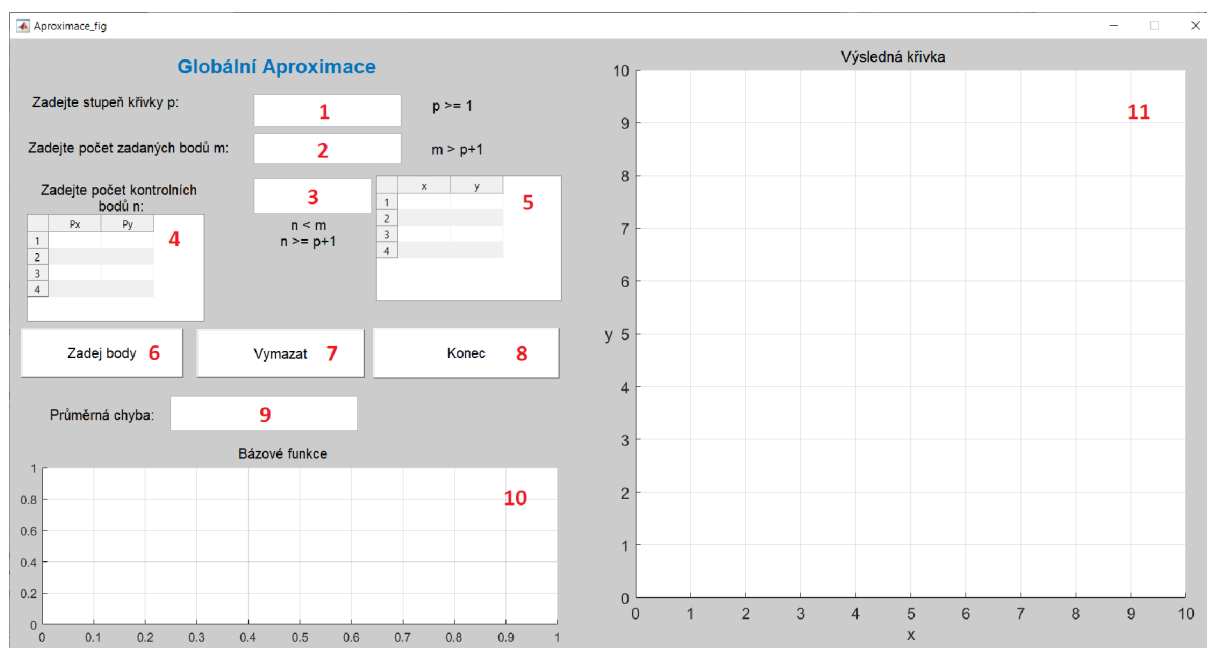 Aproximace_fig
Globální Aproximace
Zadejte stupeň křivky p:
1
p >= 1
Zadejte počet zadaných bodů m:
2
m > p+1
Zadejte počet kontrolních
bodů n:
3
n < m
n >= p+1
Px Py
4
1
2
3
4
x y
5
1
2
3
4
Zadej body 6
Vymazat 7
Konec 8
Průměrná chyba:
9
Bázové funkce
10
1
0.8
0.6
0.4
0.2
0
0 0.1 0.2 0.3 0.4 0.5 0.6 0.7 0.8 0.9 1
Výsledná křivka
11
10
9
8
7
6
y 5
4
3
2
1
0
0 1 2 3 4 5 6 7 8 9 10
x